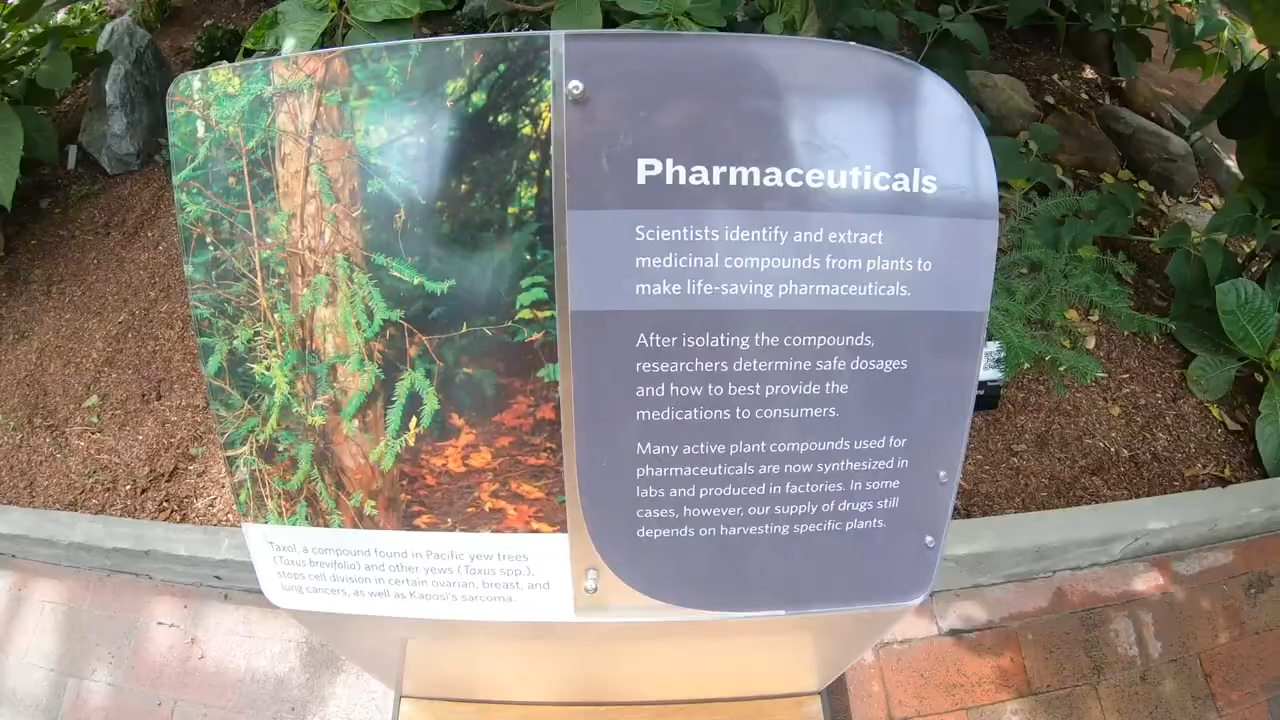 Pharmaceuticals
Scientists identify and extract
medicinal compounds from plants to
make life-saving pharmaceuticals.
After isolating the compounds,
researchers determine safe dosages
and how to best provide the
medications to consumers.
Many active plant compounds used for
pharmaceuticals are now synthesized in
labs and produced in factories. In some
cases, however, our supply of drugs still
depends on harvesting specific plants.
Taxol, a compound found in Pacific yew trees
(Taxus brevifolia) and other yews (Taxus spp.),
stops cell division in certain ovarian, breast, and
lung cancers, as well as Kaposi's sarcoma.